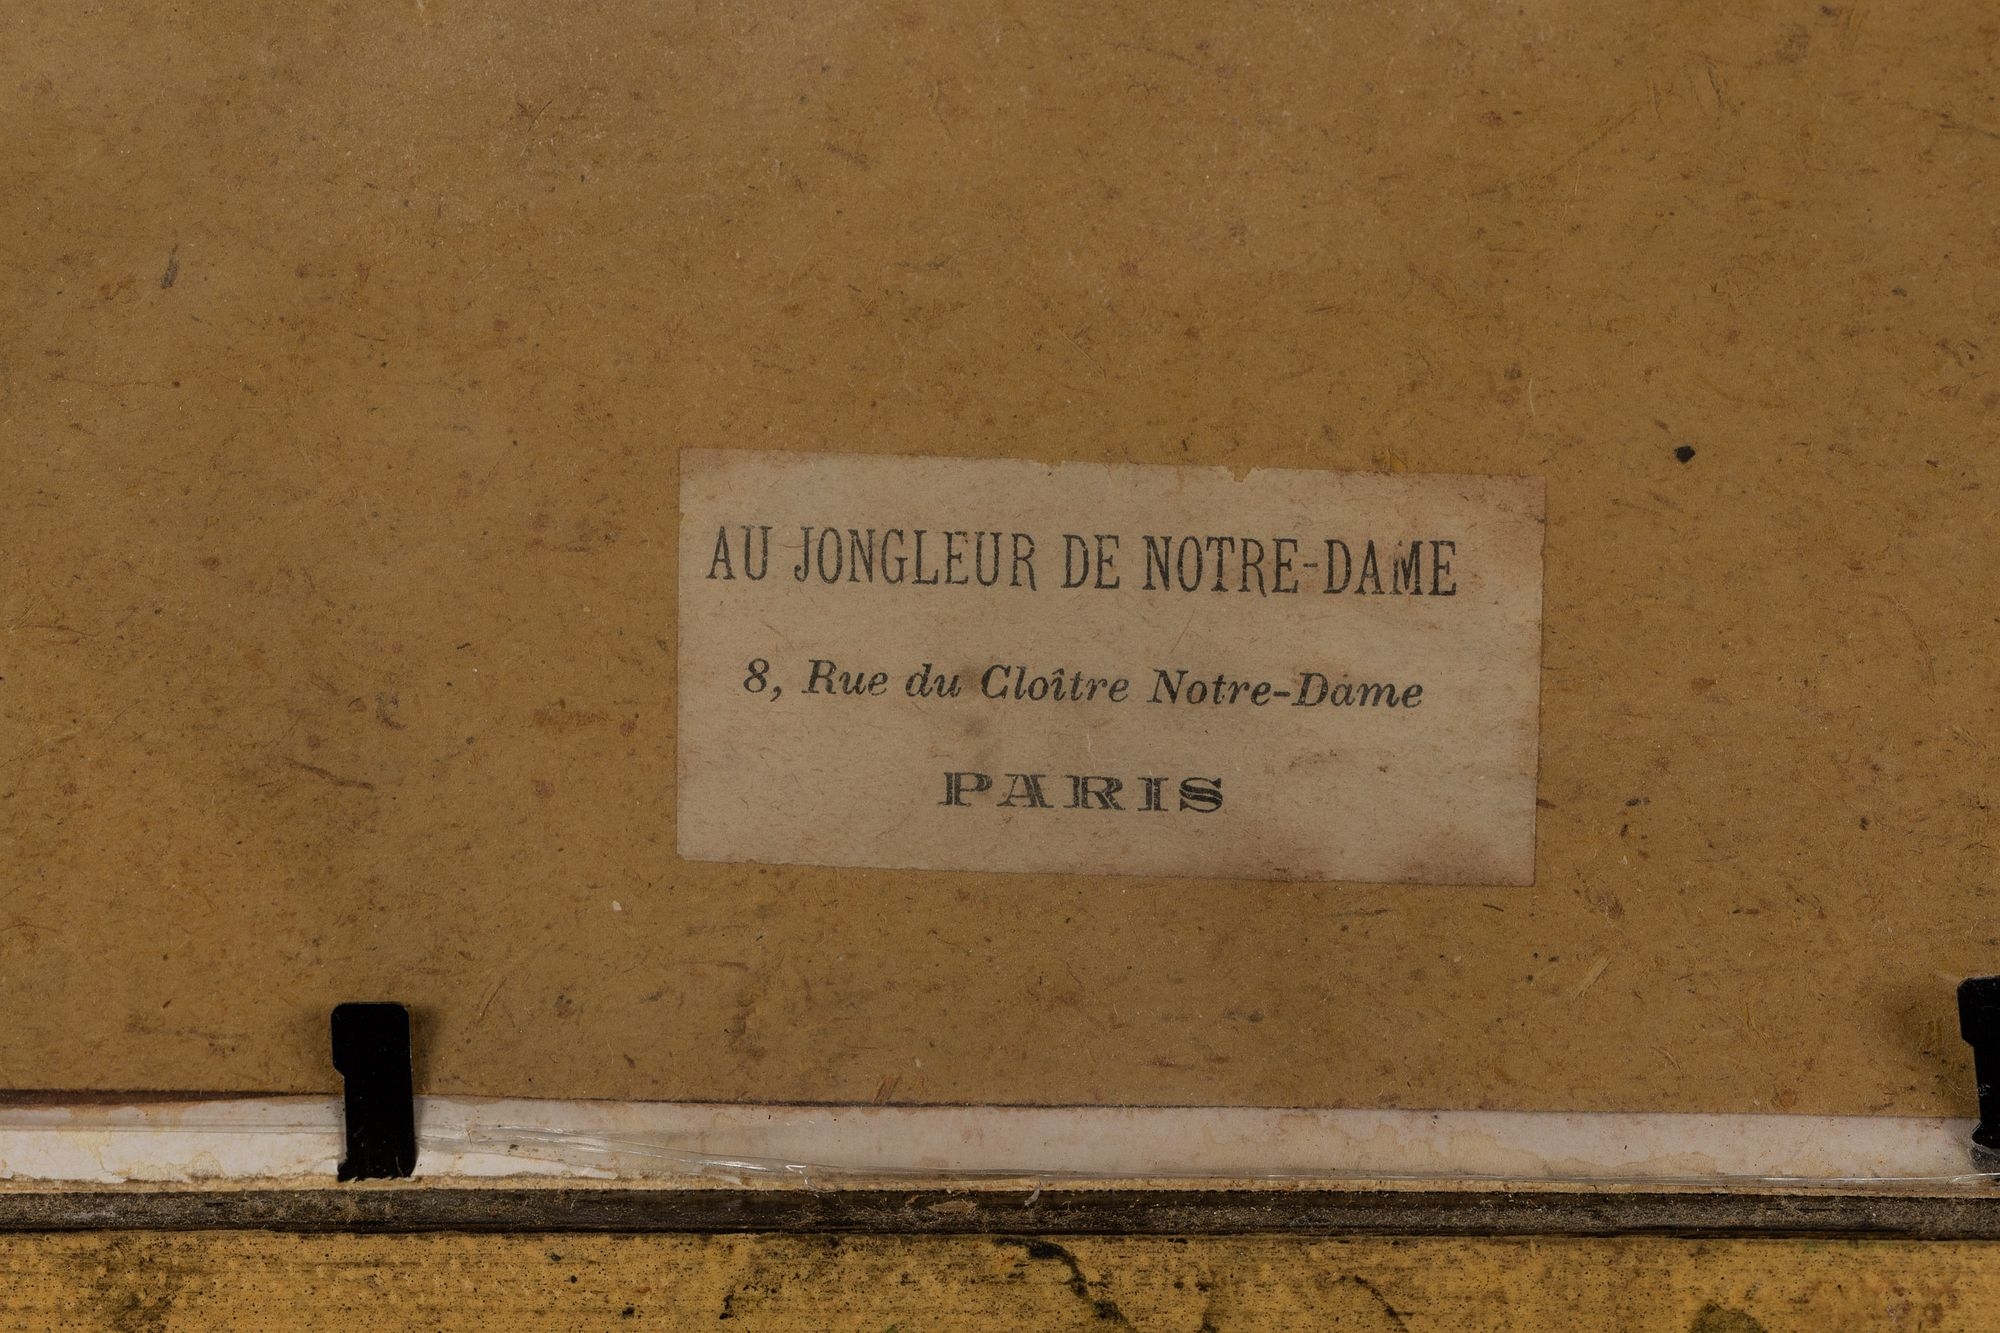 AU JONGLEUR DE NOTRE-DAME
8, Rue du Cloître Notre-Dame
PARIS